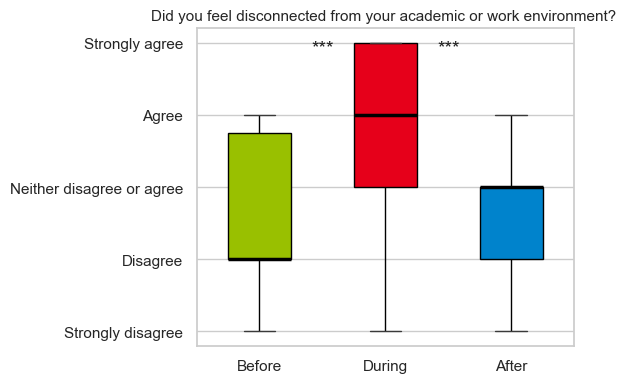 Did you feel disconnected from your academic or work environment?
Strongly agree
*** ***
Agree
Neither disagree or agree
Disagree
Strongly disagree
Before During After